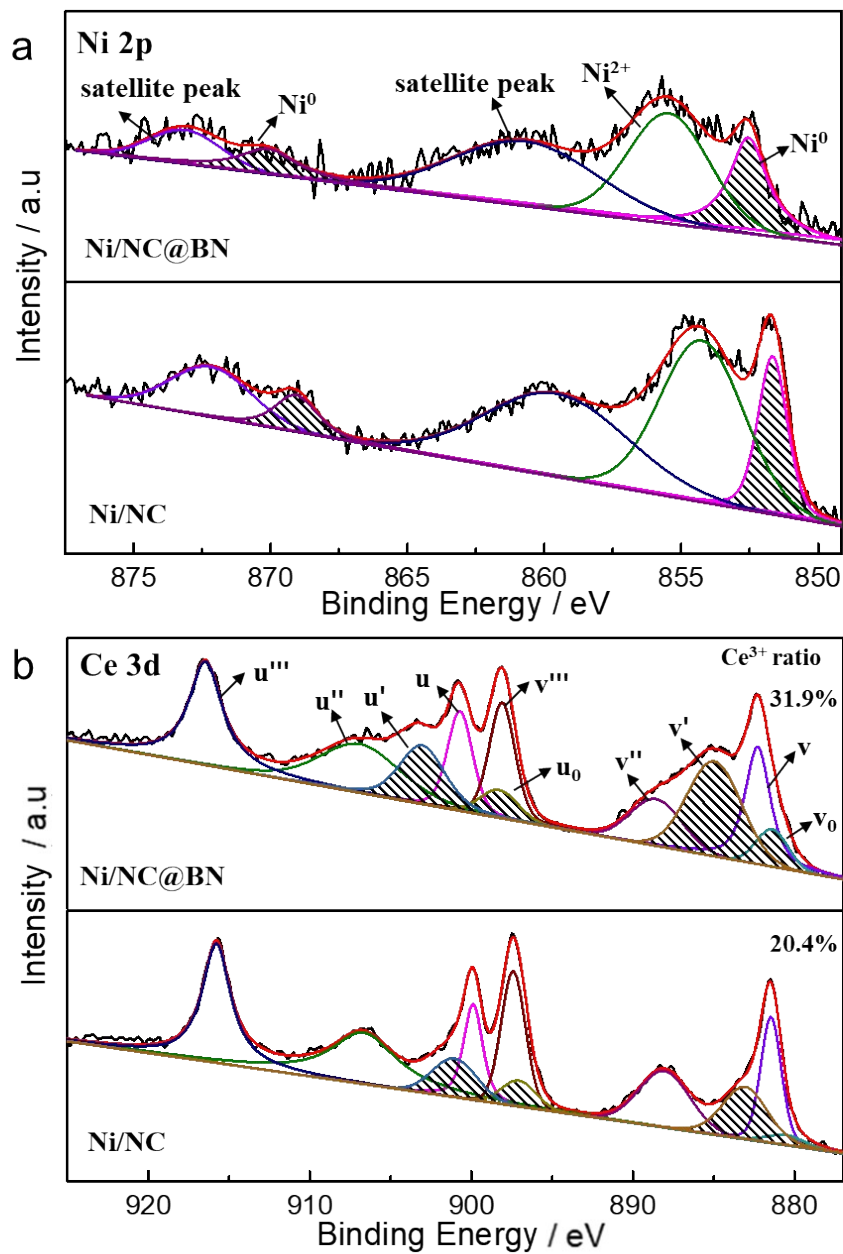 a
Ni 2p
satellite peak
Ni⁰
satellite peak
Ni²⁺
Ni⁰
Ni/NC@BN
Ni/NC
Intensity / a.u
875 870 865 860 855 850
Binding Energy / eV
b
Ce 3d
Ce³⁺ ratio
31.9%
u'''
u''
u'
u
v'''
u₀
v''
v'
v
v₀
Ni/NC@BN
20.4%
Ni/NC
Intensity / a.u
920 910 900 890 880
Binding Energy / eV